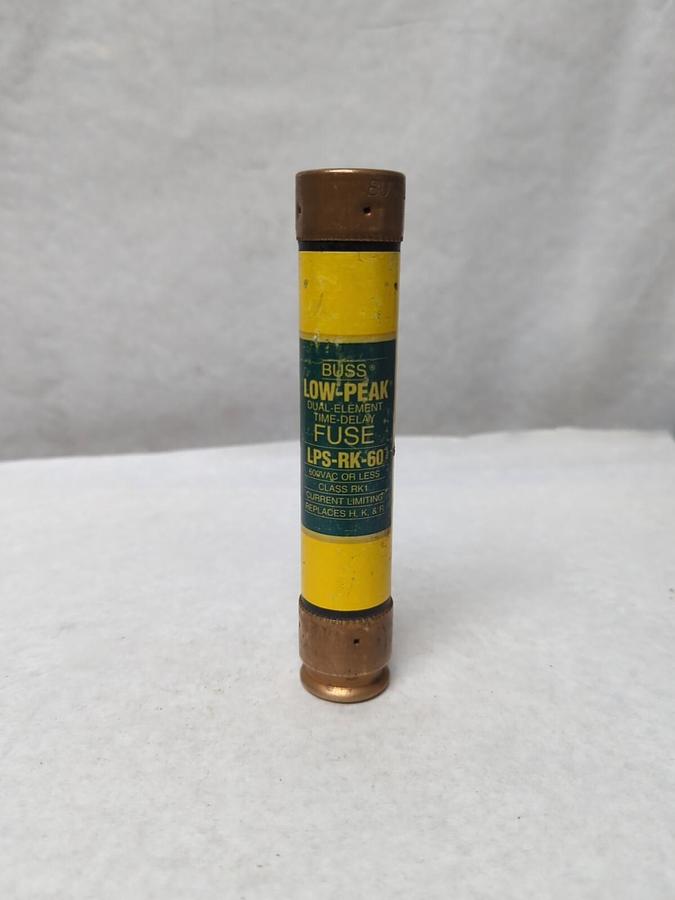 BU
BUSS®
LOW-PEAK®
DUAL-ELEMENT
TIME-DELAY
FUSE
LPS-RK-60
600VAC OR LESS
CLASS RK1
CURRENT LIMITING
REPLACES H, K, & R